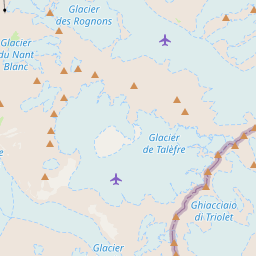 Glacier
des Rognons
Glacier
du Nant
Blanc
Glacier
de Talèfre
Ghiacciaio
di Triolet
Glacier